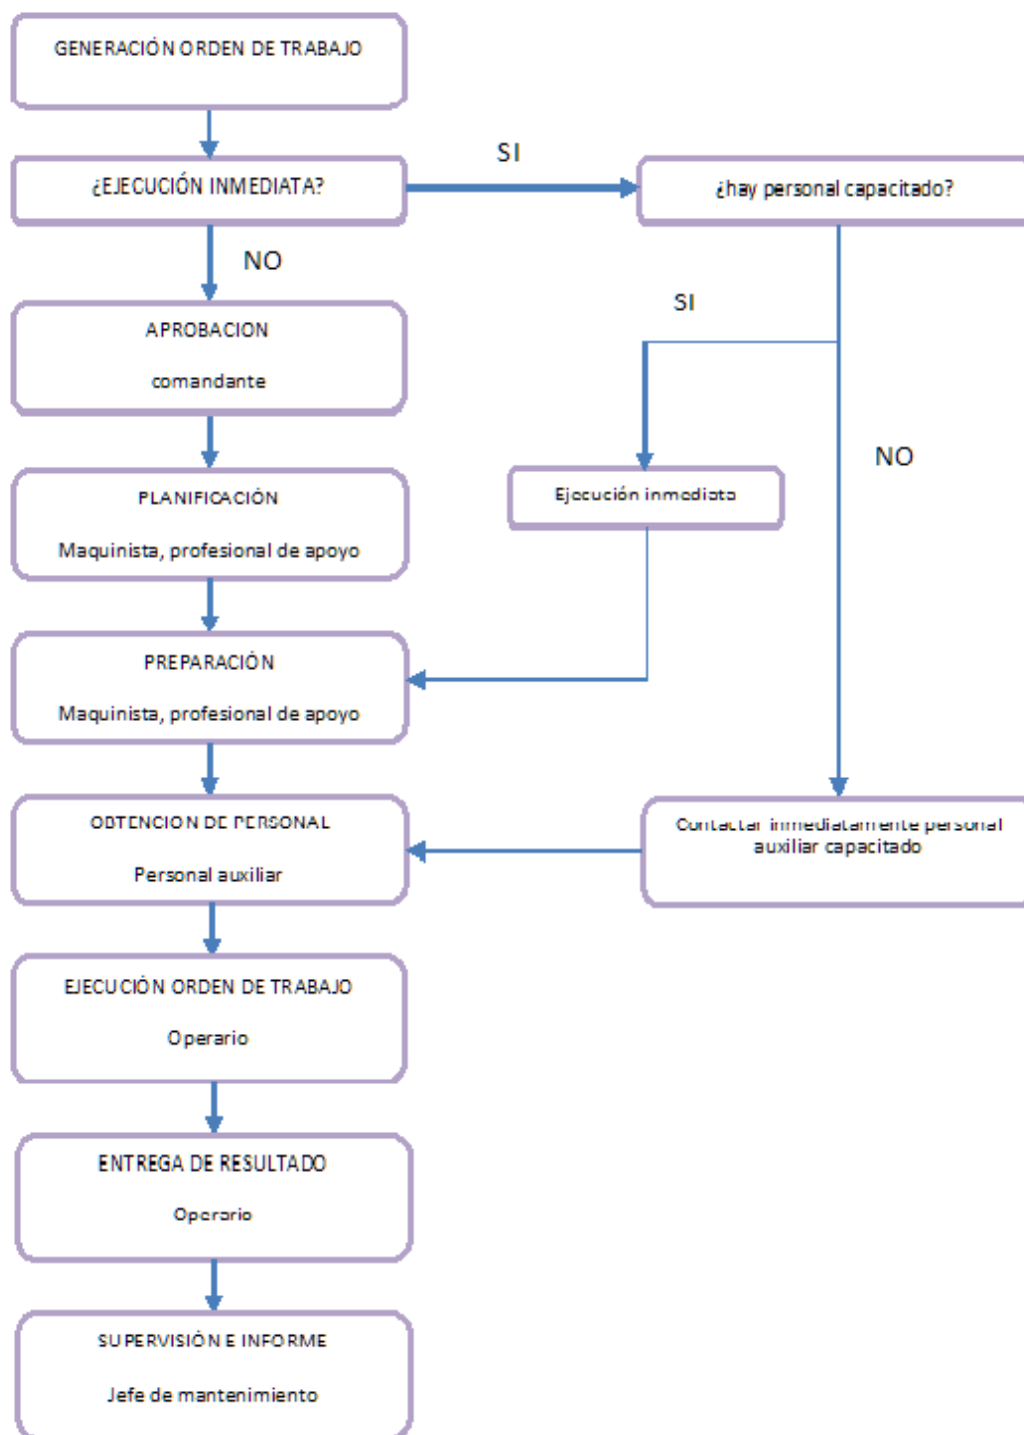 GENERACIÓN ORDEN DE TRABAJO
SI
¿EJECUCIÓN INMEDIATA?
¿hay personal capacitado?
NO
SI
APROBACION
comandante
NO
PLANIFICACIÓN
Ejecución inmediata
Maquinista, profesional de apoyo
PREPARACIÓN
Maquinista, profesional de apoyo
OBTENCION DE PERSONAL
Personal auxiliar
Contactar inmediatamente personal
auxiliar capacitado
EJECUCIÓN ORDEN DE TRABAJO
Operario
ENTREGA DE RESULTADO
Operario
SUPERVISIÓN E INFORME
Jefe de mantenimiento